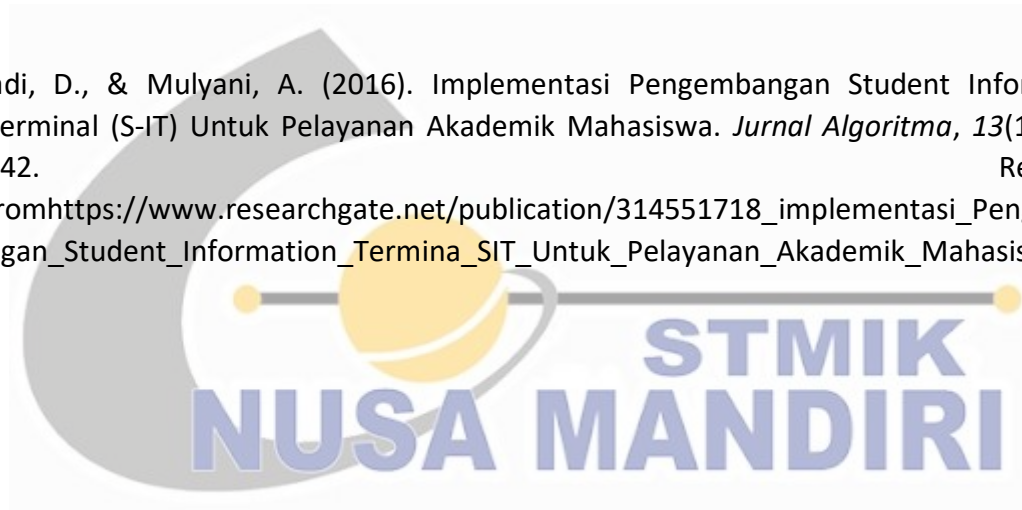 ndi, D., & Mulyani, A. (2016). Implementasi Pengembangan Student Infor
erminal (S-IT) Untuk Pelayanan Akademik Mahasiswa. Jurnal Algoritma, 13(1
42. Re
romhttps://www.researchgate.net/publication/314551718_implementasi_Pen
gan_Student_Information_Termina_SIT_Untuk_Pelayanan_Akademik_Mahasis
STMIK
NUSA MANDIRI